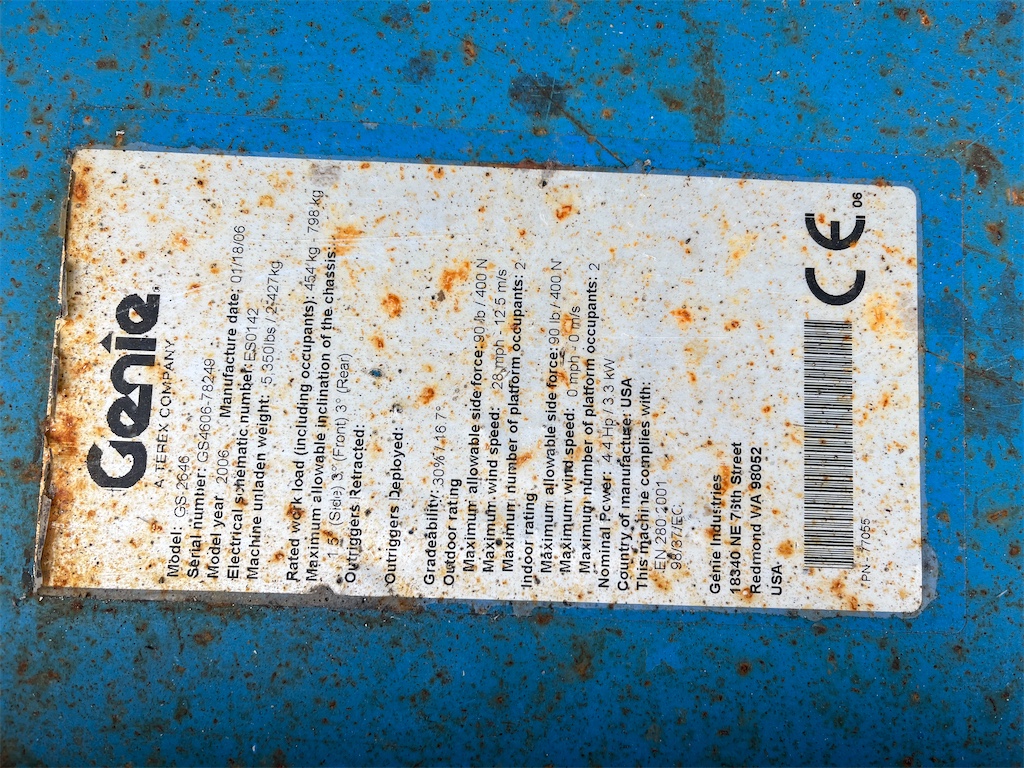 Genie
A TEREX COMPANY
Model: GS-2646
Serial number: GS4606-78249
Model year 2006 Manufacture date: 01/18/06
Electrical schematic number: ES0142
Machine unladen weight: 5,350lbs / 2,427kg
Rated work load (including occupants): 454 kg 798 kg
Maximum allowable inclination of the chassis:
1.5° (Side), 3° (Front) 3° (Rear)
Outriggers Retracted:
Outriggers Deployed:
Gradeability: 30% / 16.7°
Outdoor rating
Maximum allowable side force: 90 lb / 400 N
Maximum wind speed: 28 mph - 12.5 m/s
Maximum number of platform occupants: 2
Indoor rating
Maximum allowable side force: 90 lb / 400 N
Maximum wind speed: 0 mph - 0 m/s
Maximum number of platform occupants: 2
Nominal Power: 4.4 Hp / 3.3 kW
Country of manufacture: USA
This machine complies with:
EN 280:2001
98/37/EC
Genie Industries
18340 NE 76th Street
Redmond WA 98052
USA
CE 06
PN - 77055